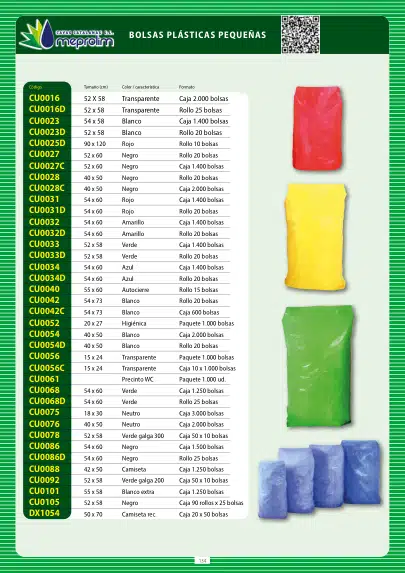 CAPAS CATALANAS S.L.
meprolim
BOLSAS PLÁSTICAS PEQUEÑAS
Código Tamaño (cm) Color / característica Formato
CU0016 52 X 58 Transparente Caja 2.000 bolsas
CU0016D 52 x 58 Transparente Rollo 25 bolsas
CU0023 54 x 58 Blanco Caja 1.400 bolsas
CU0023D 52 x 58 Blanco Rollo 20 bolsas
CU0025D 90 x 120 Rojo Rollo 10 bolsas
CU0027 52 x 60 Negro Rollo 20 bolsas
CU0027C 52 x 60 Negro Caja 1.400 bolsas
CU0028 40 x 50 Negro Rollo 20 bolsas
CU0028C 40 x 50 Negro Caja 2.000 bolsas
CU0031 54 x 60 Rojo Caja 1.400 bolsas
CU0031D 54 x 60 Rojo Rollo 20 bolsas
CU0032 54 x 60 Amarillo Caja 1.400 bolsas
CU0032D 54 x 60 Amarillo Rollo 20 bolsas
CU0033 52 x 58 Verde Caja 1.400 bolsas
CU0033D 52 x 58 Verde Rollo 20 bolsas
CU0034 54 x 60 Azul Caja 1.400 bolsas
CU0034D 54 x 60 Azul Rollo 20 bolsas
CU0040 55 x 60 Autocierre Rollo 15 bolsas
CU0042 54 x 73 Blanco Rollo 20 bolsas
CU0042C 54 x 73 Blanco Caja 600 bolsas
CU0052 20 x 27 Higiénica Paquete 1.000 bolsas
CU0054 40 x 50 Blanco Caja 2.000 bolsas
CU0054D 40 x 50 Blanco Rollo 20 bolsas
CU0056 15 x 24 Transparente Paquete 1.000 bolsas
CU0056C 15 x 24 Transparente Caja 10 x 1.000 bolsas
CU0061 Precinto WC Paquete 1.000 ud.
CU0068 54 x 60 Verde Caja 1.250 bolsas
CU0068D 54 x 60 Verde Rollo 25 bolsas
CU0075 18 x 30 Neutro Caja 3.000 bolsas
CU0076 40 x 50 Neutro Caja 2.000 bolsas
CU0078 52 x 58 Verde galga 300 Caja 50 x 10 bolsas
CU0086 54 x 60 Negro Caja 1.500 bolsas
CU0086D 54 x 60 Negro Rollo 25 bolsas
CU0088 42 x 50 Camiseta Caja 1.250 bolsas
CU0092 52 x 58 Verde galga 200 Caja 50 x 10 bolsas
CU0101 55 x 58 Blanco extra Caja 1.250 bolsas
CU0105 52 x 58 Negro Caja 90 rollos x 25 bolsas
DX1054 50 x 70 Camiseta rec. Caja 20 x 50 bolsas